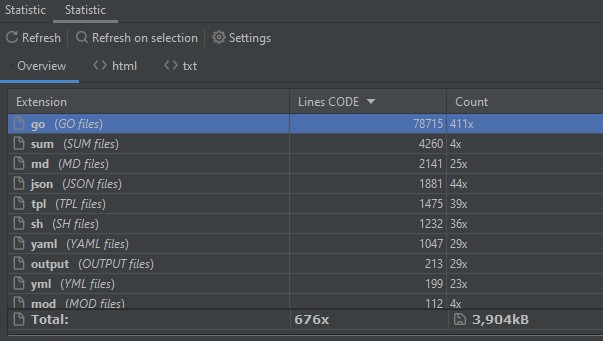 Statistic Statistic
Refresh Refresh on selection Settings
Overview html txt
Extension Lines CODE Count
go (GO files) 78715 411x
sum (SUM files) 4260 4x
md (MD files) 2141 25x
json (JSON files) 1881 44x
tpl (TPL files) 1475 39x
sh (SH files) 1232 36x
yaml (YAML files) 1047 29x
output (OUTPUT files) 213 29x
yml (YML files) 199 23x
mod (MOD files) 112 4x
Total: 676x 3,904kB